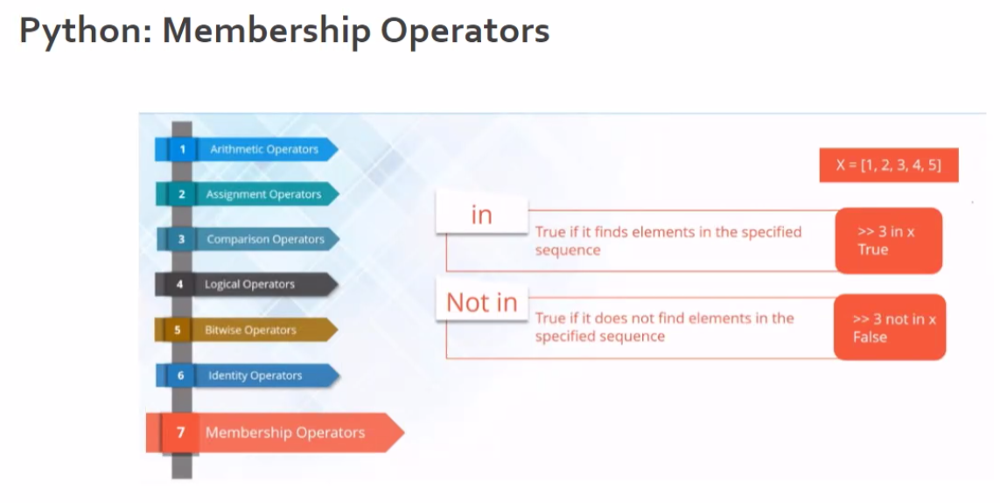 Python: Membership Operators
1 Arithmetic Operators
2 Assignment Operators
3 Comparison Operators
4 Logical Operators
5 Bitwise Operators
6 Identity Operators
7 Membership Operators
X = [1, 2, 3, 4, 5]
in
True if it finds elements in the specified
sequence
>> 3 in x
True
Not in
True if it does not find elements in the
specified sequence
>> 3 not in x
False